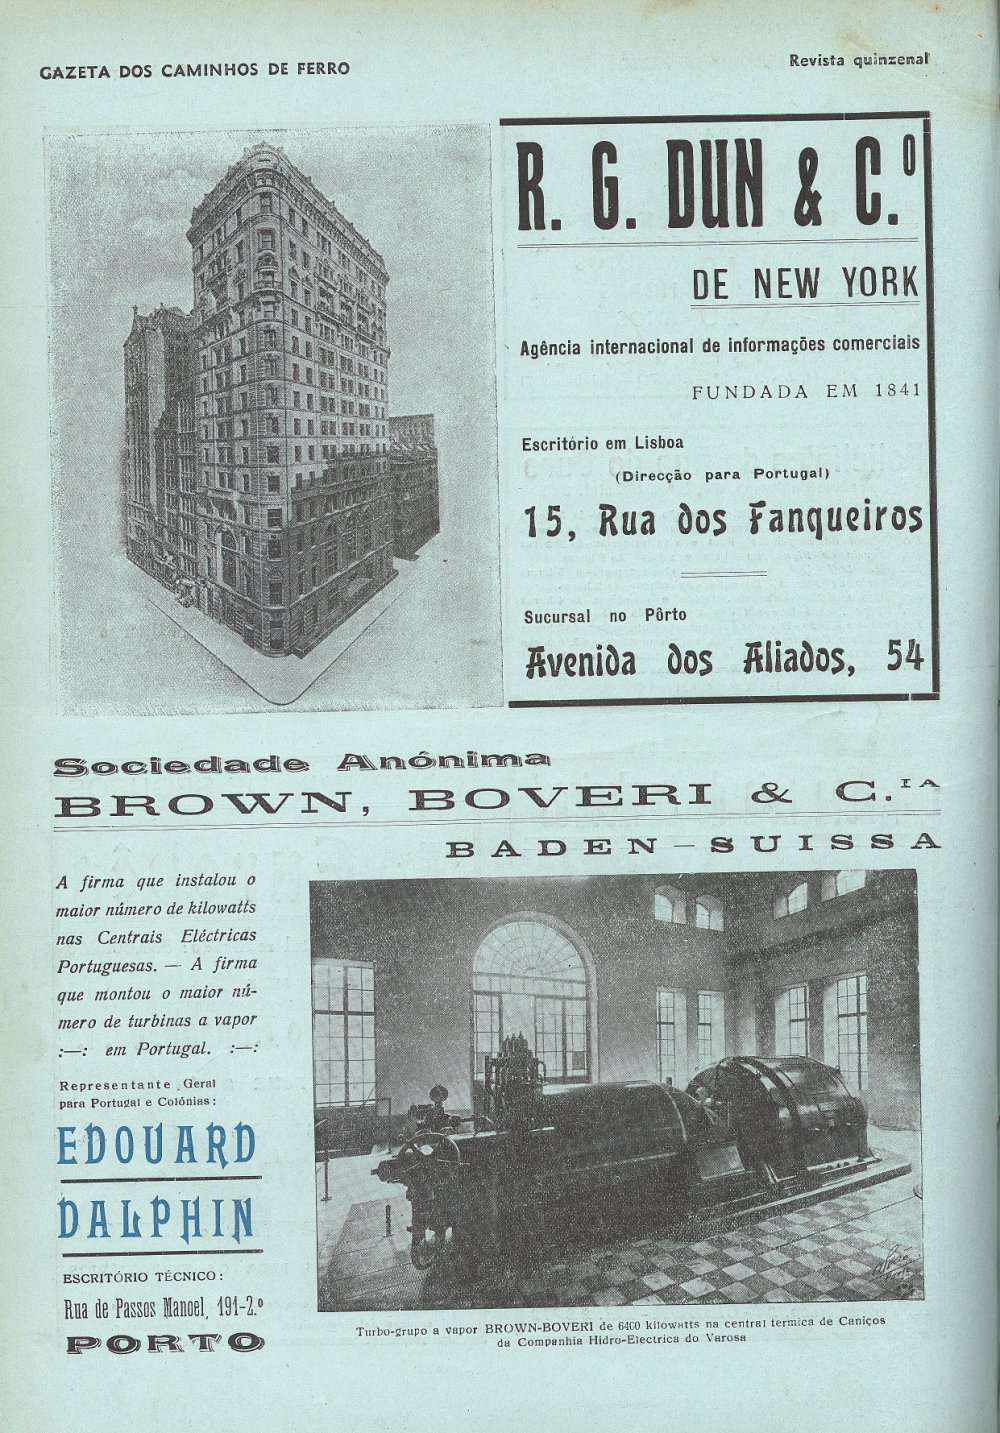 GAZETA DOS CAMINHOS DE FERRO
Revista quinzenal
R. G. DUN & C.º
DE NEW YORK
Agência internacional de informações comerciais
FUNDADA EM 1841
Escritório em Lisboa
(Direcção para Portugal)
15, Rua dos Fanqueiros
Sucursal no Pôrto
Avenida dos Aliados, 54
Sociedade Anónima
BROWN, BOVERI & C.IA
BADEN – SUISSA
A firma que instalou o
maior número de kilowatts
nas Centrais Eléctricas
Portuguesas. — A firma
que montou o maior nú-
mero de turbinas a vapor
:—: em Portugal. :—:
Representante Geral
para Portugal e Colónias:
EDOUARD
DALPHIN
ESCRITÓRIO TÉCNICO:
Rua de Passos Manoel, 191-2.º
PORTO
Turbo-grupo a vapor BROWN-BOVERI de 6400 kilowatts na central termica de Caniços
da Companhia Hidro-Electrica do Varosa